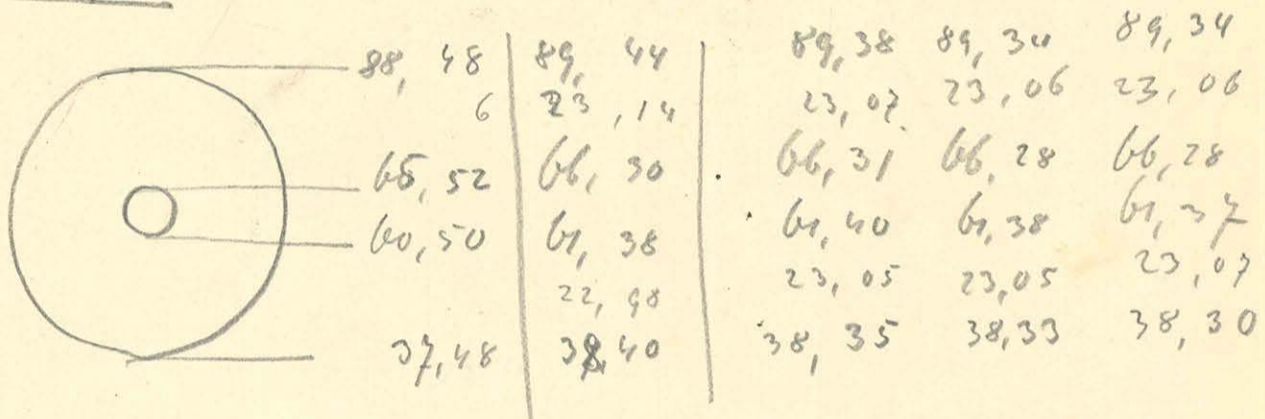 88, 48 89, 44 89,38 89, 34 89, 34
6 23, 14 23, 07 23, 06 23, 06
65, 52 66, 30 66, 31 66, 28 66, 28
60, 50 61, 38 61, 40 61, 38 61, 37
22, 98 23, 05 23,05 23, 07
37,48 38,40 38, 35 38,33 38, 30